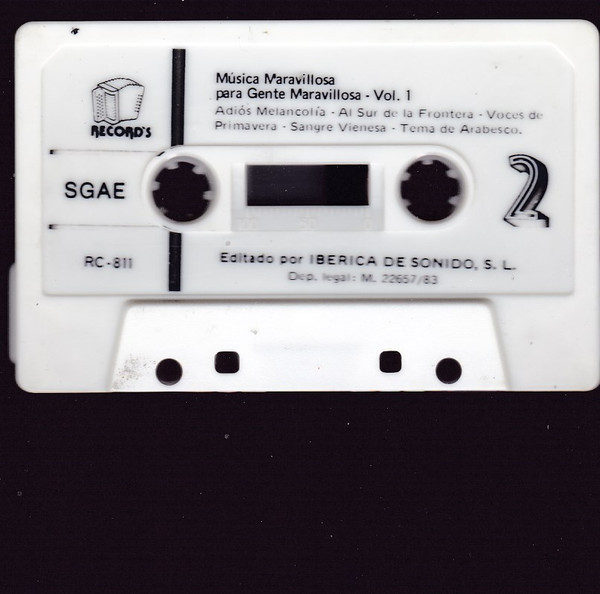 RECORD'S
Música Maravillosa
para Gente Maravillosa - Vol. 1
Adiós Melancolía - Al Sur de la Frontera - Voces de
Primavera - Sangre Vienesa - Tema de Arabesco.
SGAE
2
RC-811
Editado por IBERICA DE SONIDO, S. L.
Dep. legal: M. 22657/83